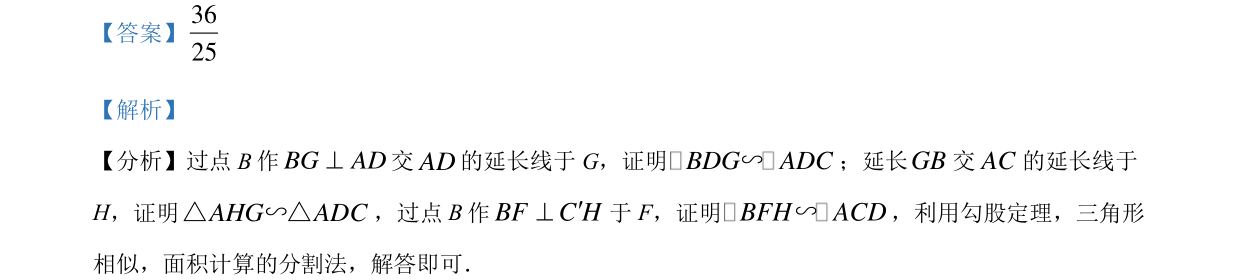 【答案】36/25
【解析】
【分析】过点 B 作 BG ⊥ AD 交 AD 的延长线于 G，证明□BDG∽□ADC；延长GB 交 AC 的延长线于
H，证明△AHG∽△ADC，过点 B 作 BF ⊥ C′H 于 F，证明□BFH∽□ACD，利用勾股定理，三角形
相似，面积计算的分割法，解答即可．